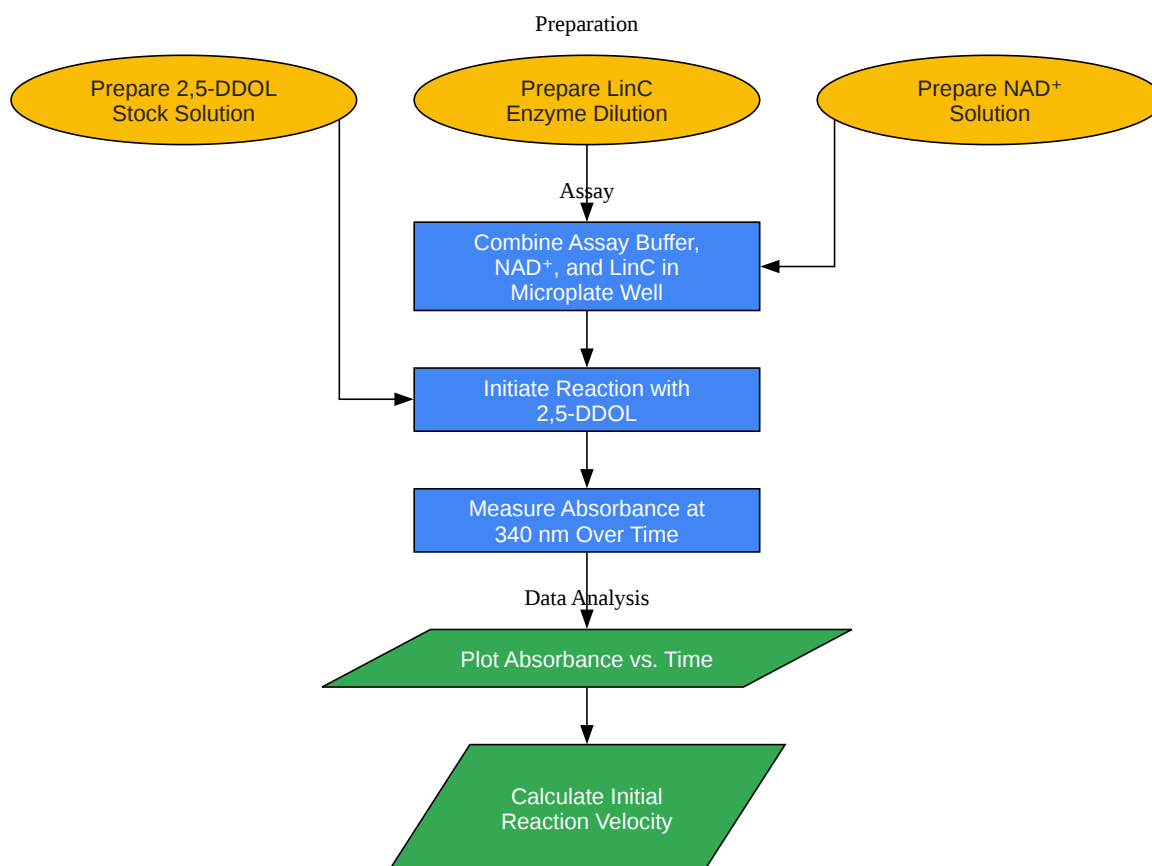 Preparation
Prepare 2,5-DDOL
Stock Solution
Prepare LinC
Enzyme Dilution
Prepare NAD⁺
Solution
Assay
Combine Assay Buffer,
NAD⁺, and LinC in
Microplate Well
Initiate Reaction with
2,5-DDOL
Measure Absorbance at
340 nm Over Time
Data Analysis
Plot Absorbance vs. Time
Calculate Initial
Reaction Velocity